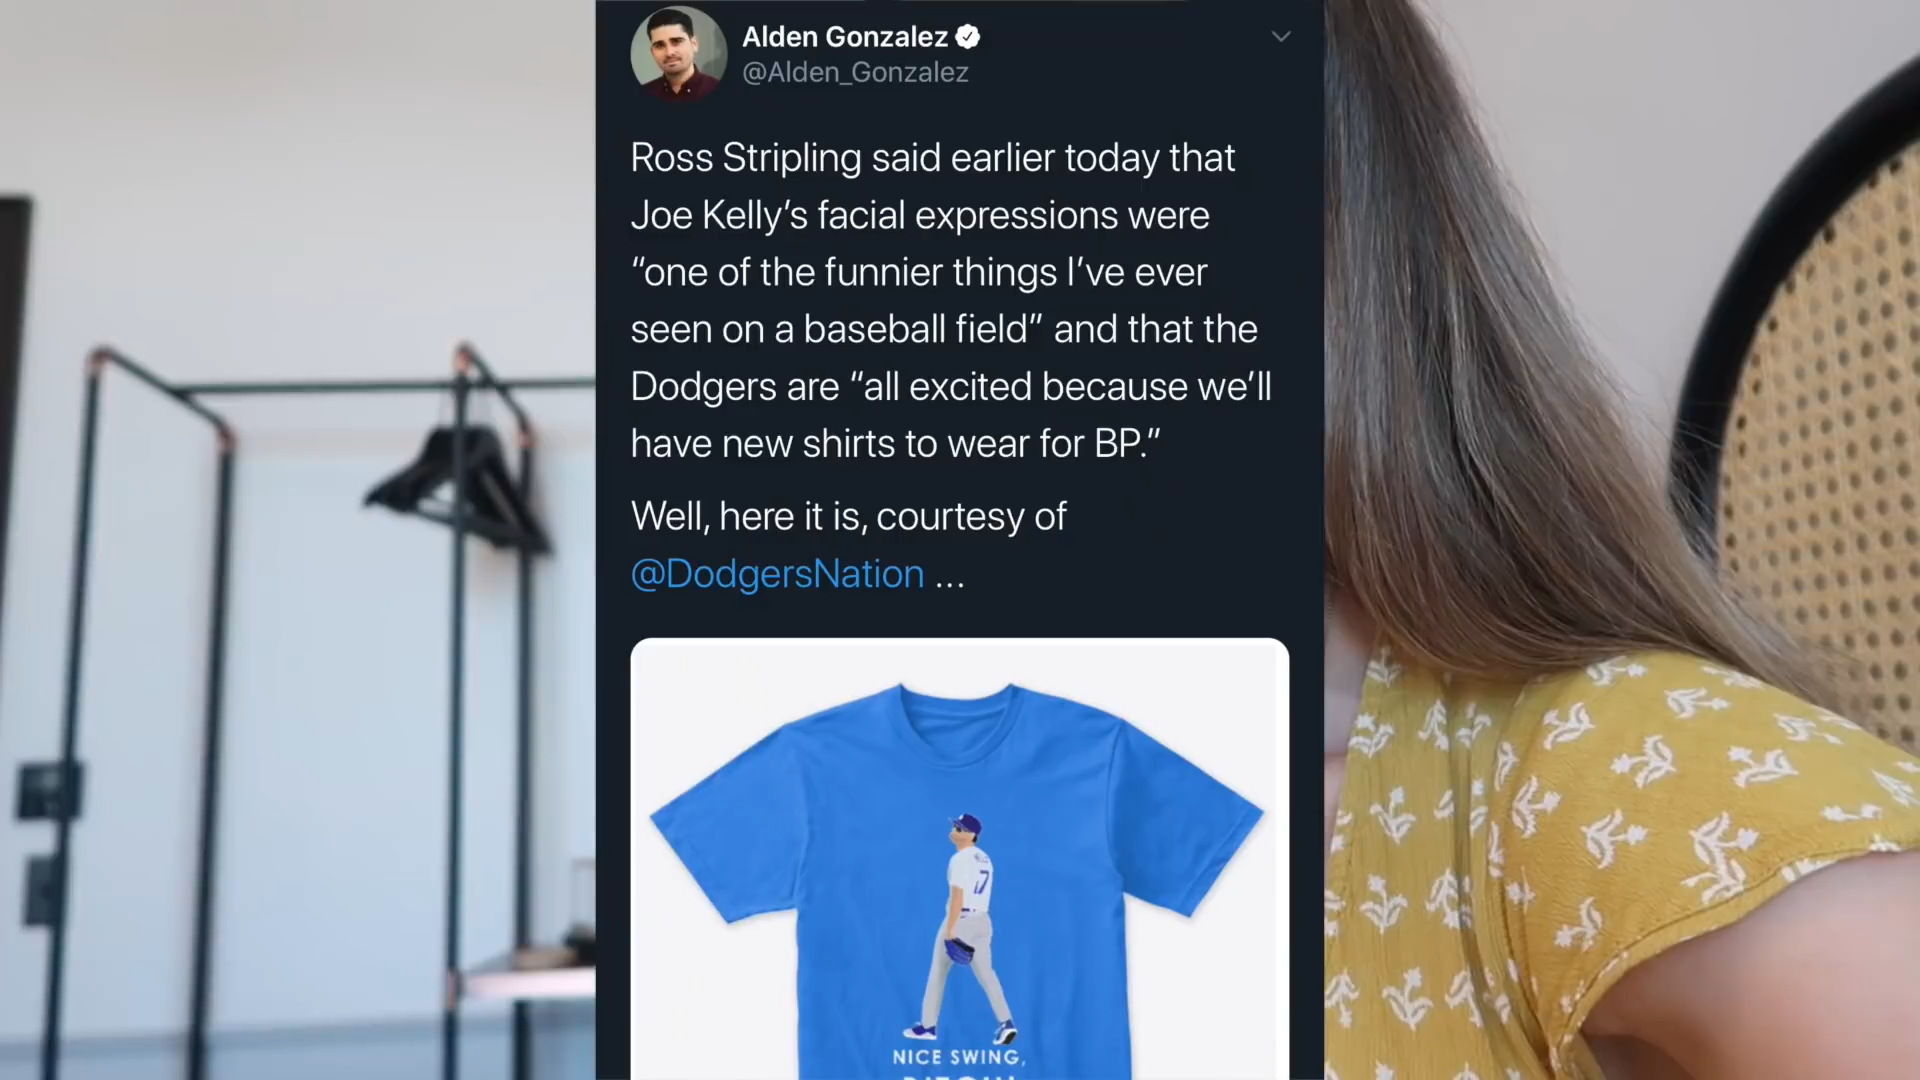 Alden Gonzalez
@Alden_Gonzalez
Ross Stripling said earlier today that
Joe Kelly’s facial expressions were
“one of the funnier things I’ve ever
seen on a baseball field” and that the
Dodgers are “all excited because we’ll
have new shirts to wear for BP.”
Well, here it is, courtesy of
@DodgersNation ...
17
NICE SWING,